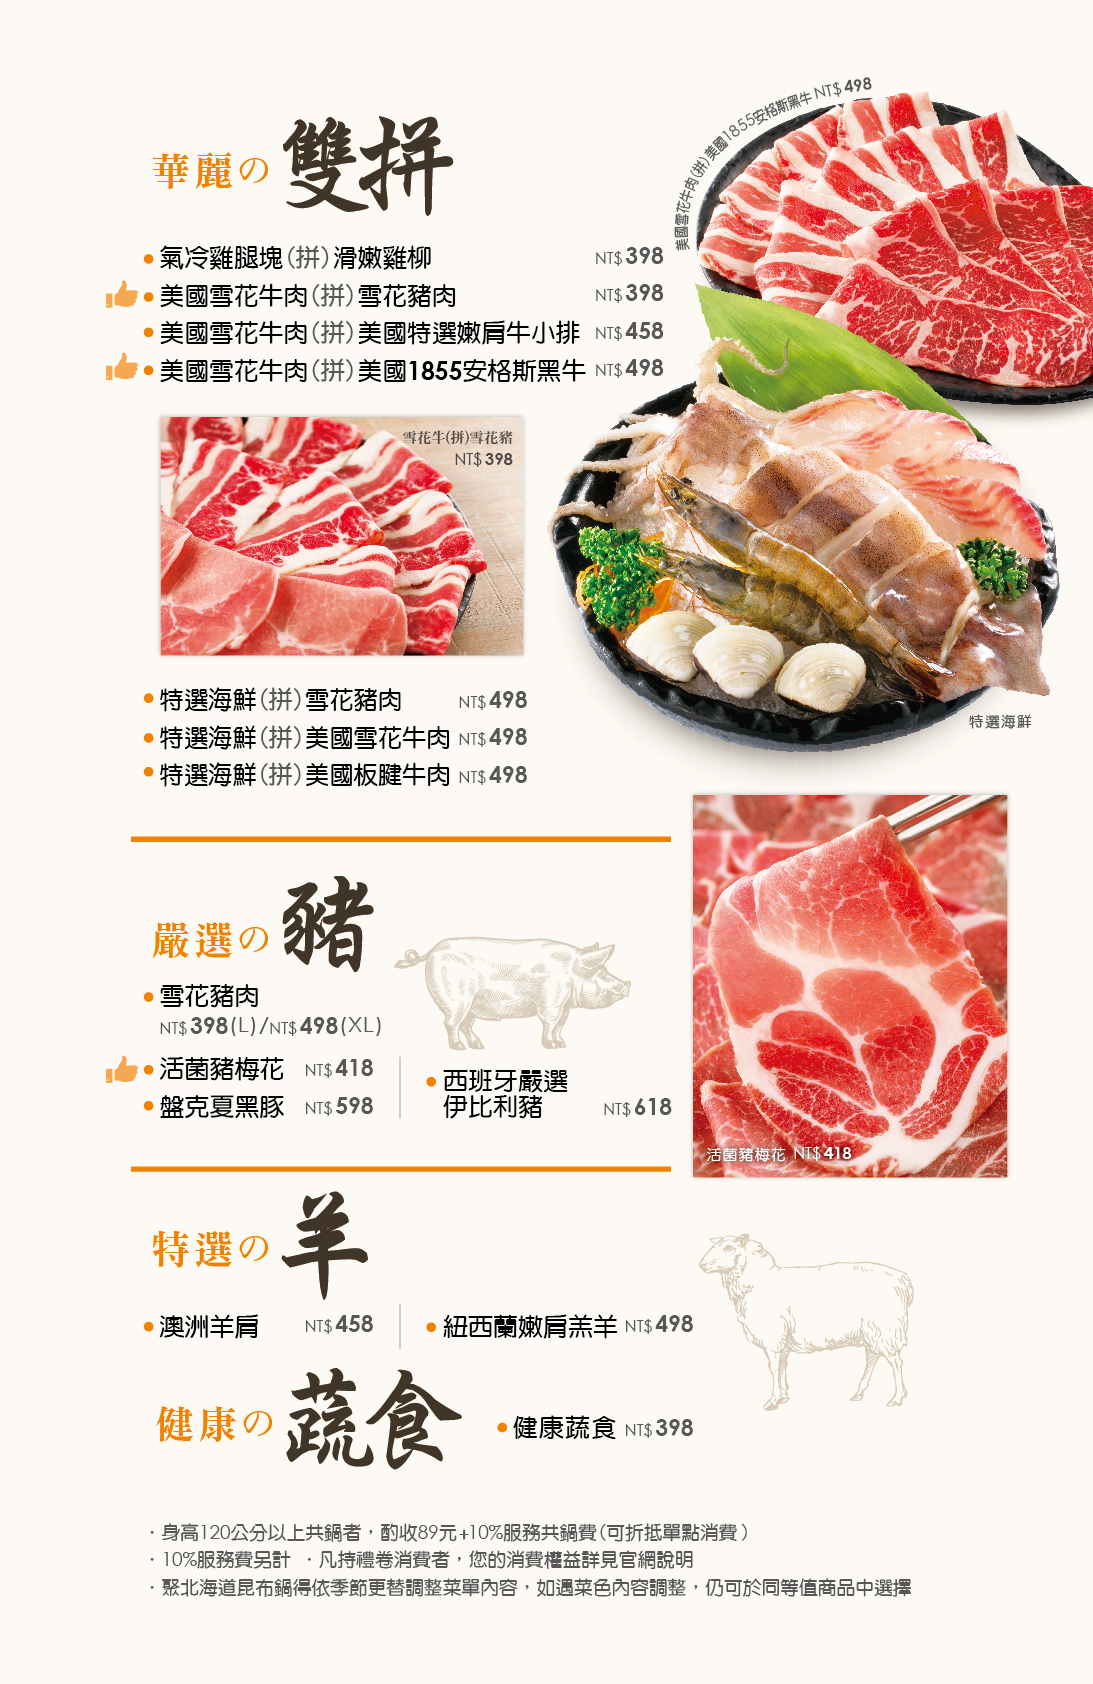 華麗の雙拼
美國雪花牛肉(拼)美國1855安格斯黑牛 NT$498
氣冷雞腿塊(拼)滑嫩雞柳 NT$398
美國雪花牛肉(拼)雪花豬肉 NT$398
美國雪花牛肉(拼)美國特選嫩肩牛小排 NT$458
美國雪花牛肉(拼)美國1855安格斯黑牛 NT$498
雪花牛(拼)雪花豬
NT$398
特選海鮮(拼)雪花豬肉 NT$498
特選海鮮(拼)美國雪花牛肉 NT$498
特選海鮮(拼)美國板腱牛肉 NT$498
特選海鮮
嚴選の豬
雪花豬肉
NT$398(L)/NT$498(XL)
活菌豬梅花 NT$418
盤克夏黑豚 NT$598
西班牙嚴選
伊比利豬 NT$618
活菌豬梅花 NT$418
特選の羊
澳洲羊肩 NT$458
紐西蘭嫩肩羔羊 NT$498
健康の蔬食
健康蔬食 NT$398
・身高120公分以上共鍋者，酌收89元+10%服務共鍋費(可折抵單點消費)
・10%服務費另計 ・凡持禮卷消費者，您的消費權益詳見官網說明
・聚北海道昆布鍋得依季節更替調整菜單內容，如遇菜色內容調整，仍可於同等值商品中選擇